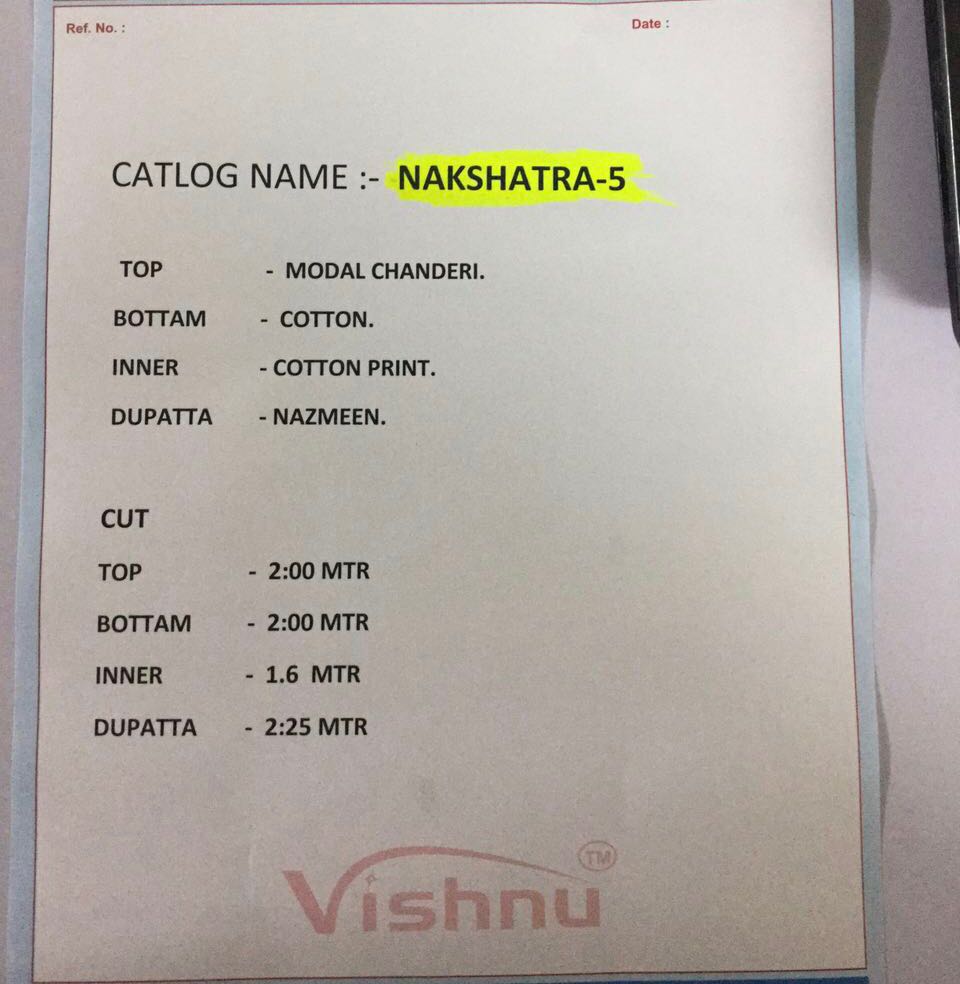 Ref. No. :
Date :
CATLOG NAME :- NAKSHATRA-5
TOP - MODAL CHANDERI.
BOTTAM - COTTON.
INNER - COTTON PRINT.
DUPATTA - NAZMEEN.
CUT
TOP - 2:00 MTR
BOTTAM - 2:00 MTR
INNER - 1.6 MTR
DUPATTA - 2:25 MTR
Vishnu TM